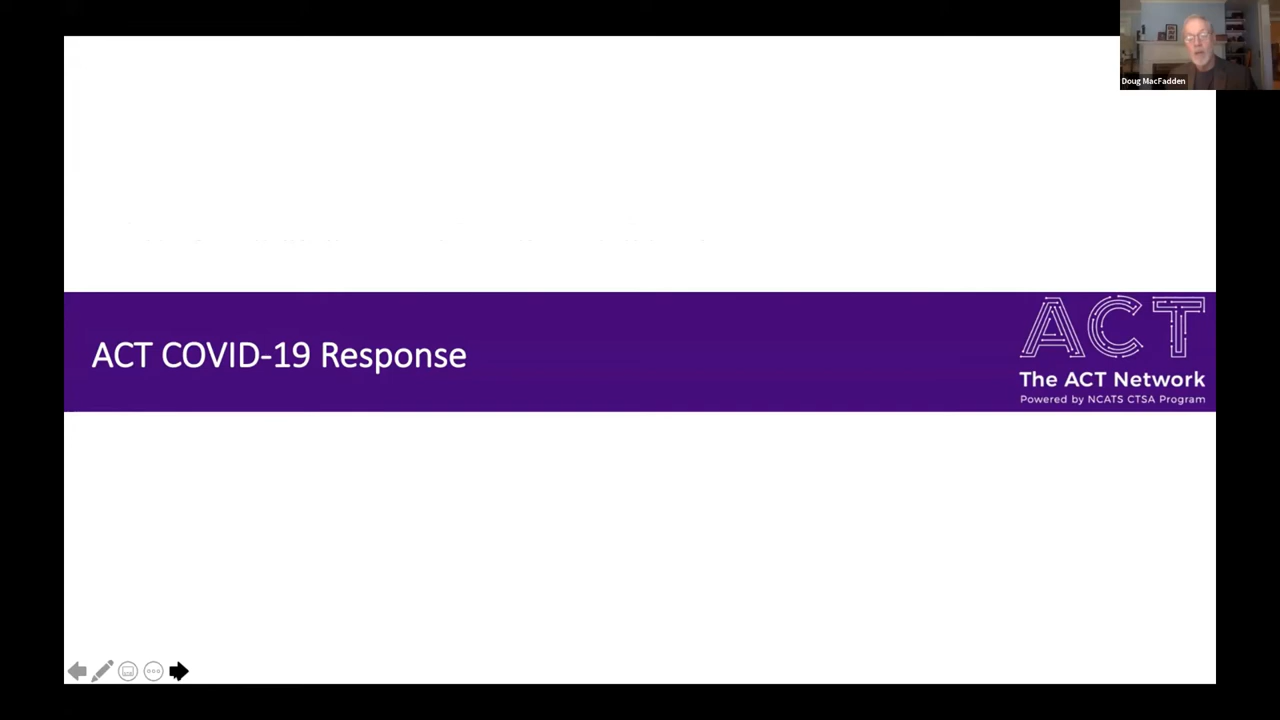 Doug MacFadden
ACT COVID-19 Response
ACT
The ACT Network
Powered by NCATS CTSA Program